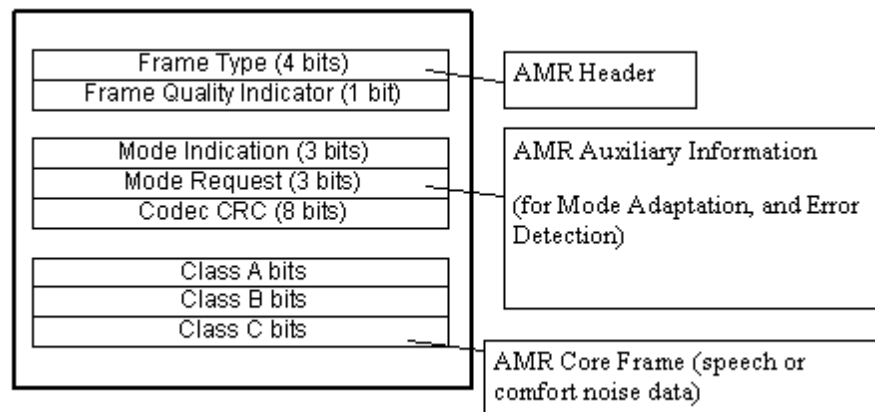 Frame Type (4 bits)
Frame Quality Indicator (1 bit)
AMR Header
Mode Indication (3 bits)
Mode Request (3 bits)
Codec CRC (8 bits)
AMR Auxiliary Information
(for Mode Adaptation, and Error
Detection)
Class A bits
Class B bits
Class C bits
AMR Core Frame (speech or
comfort noise data)